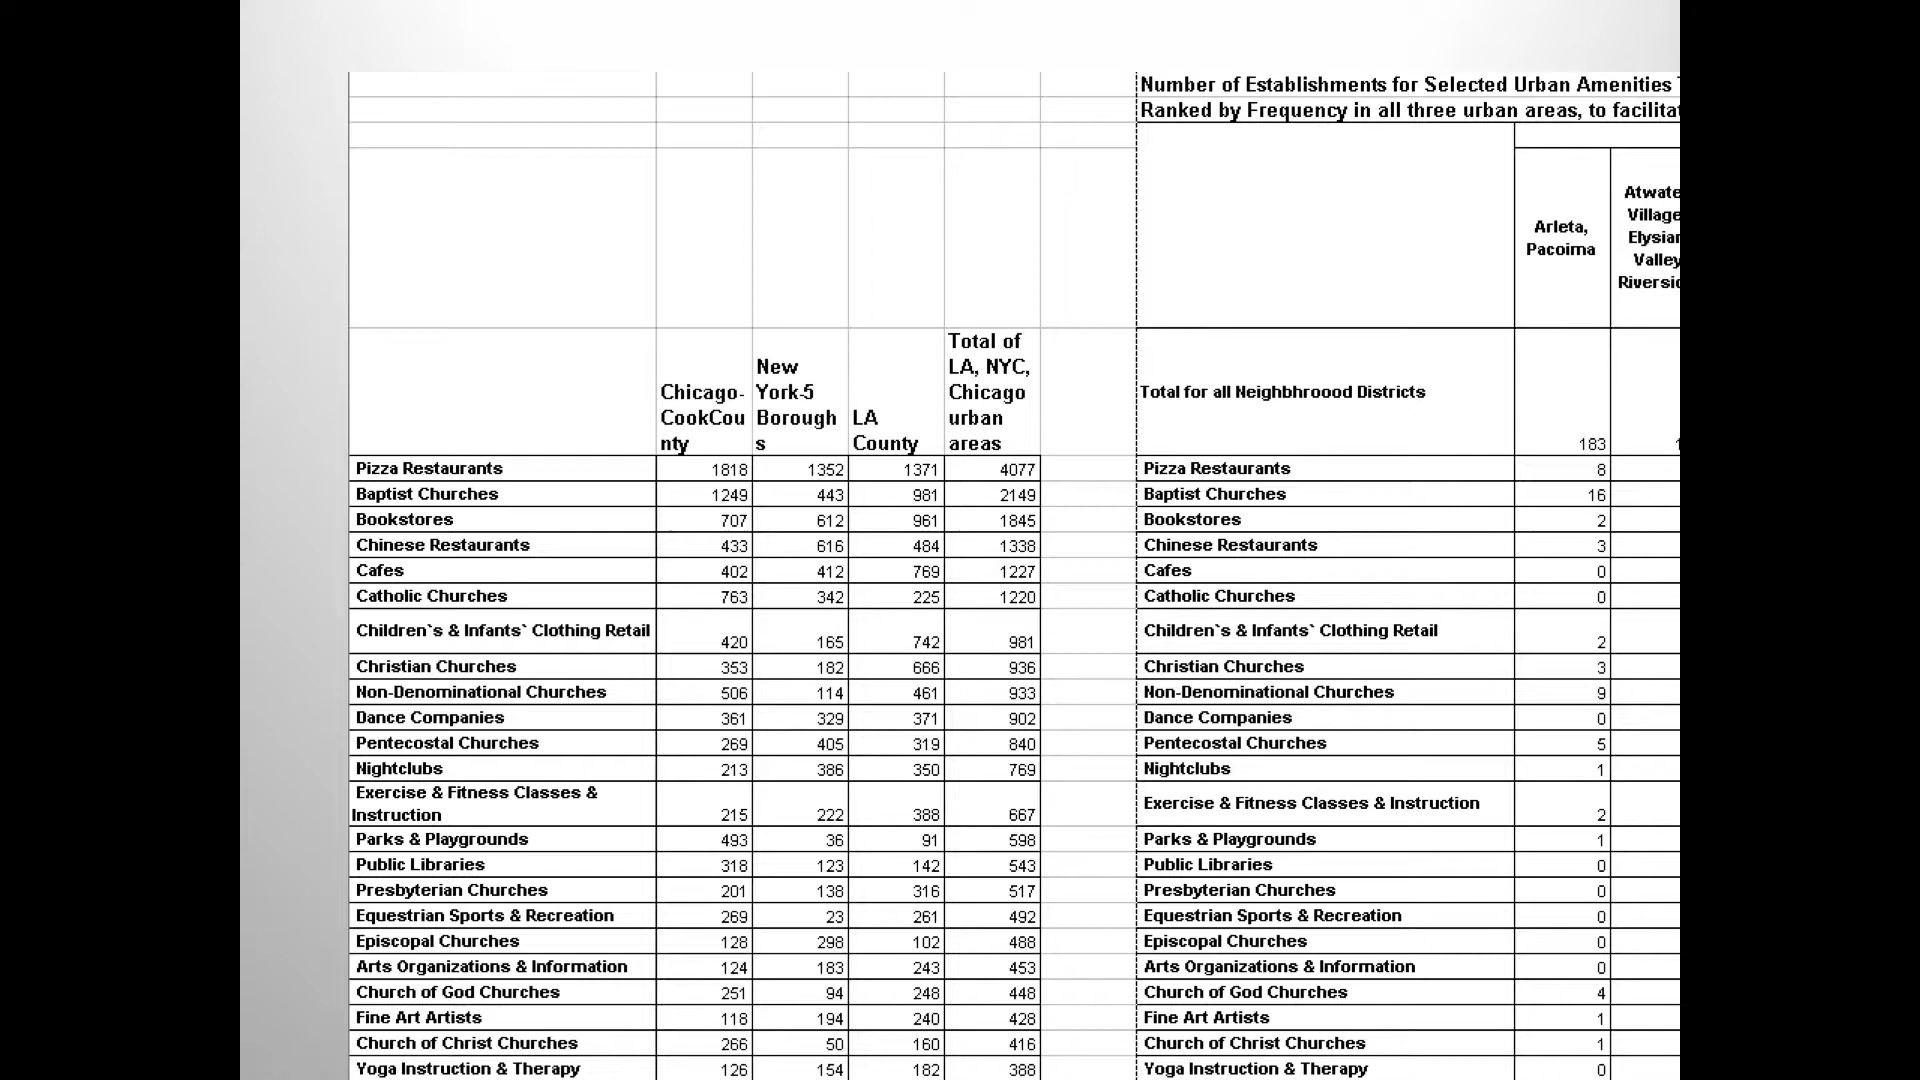 Number of Establishments for Selected Urban Amenities
Ranked by Frequency in all three urban areas, to
Arleta, Pacoima
Chicago-CookCounty New York-5 Boroughs LA County Total of LA, NYC, Chicago urban areas Total for all Neighbhroood Districts 183
Pizza Restaurants 1818 1352 1371 4077 Pizza Restaurants 8
Baptist Churches 1249 443 981 2149 Baptist Churches 16
Bookstores 707 612 961 1845 Bookstores 2
Chinese Restaurants 433 616 484 1338 Chinese Restaurants 3
Cafes 402 412 769 1227 Cafes 0
Catholic Churches 763 342 225 1220 Catholic Churches 0
Children`s & Infants` Clothing Retail 420 165 742 981 Children`s & Infants` Clothing Retail 2
Christian Churches 353 182 666 936 Christian Churches 3
Non-Denominational Churches 506 114 461 933 Non-Denominational Churches 9
Dance Companies 361 329 371 902 Dance Companies 0
Pentecostal Churches 269 405 319 840 Pentecostal Churches 5
Nightclubs 213 386 350 769 Nightclubs 1
Exercise & Fitness Classes & Instruction 215 222 388 667 Exercise & Fitness Classes & Instruction 2
Parks & Playgrounds 493 36 91 598 Parks & Playgrounds 1
Public Libraries 318 123 142 543 Public Libraries 0
Presbyterian Churches 201 138 316 517 Presbyterian Churches 0
Equestrian Sports & Recreation 269 23 261 492 Equestrian Sports & Recreation 0
Episcopal Churches 128 298 102 488 Episcopal Churches 0
Arts Organizations & Information 124 183 243 453 Arts Organizations & Information 0
Church of God Churches 251 94 248 448 Church of God Churches 4
Fine Art Artists 118 194 240 428 Fine Art Artists 1
Church of Christ Churches 266 50 160 416 Church of Christ Churches 1
Yoga Instruction & Therapy 126 154 182 388 Yoga Instruction & Therapy 0